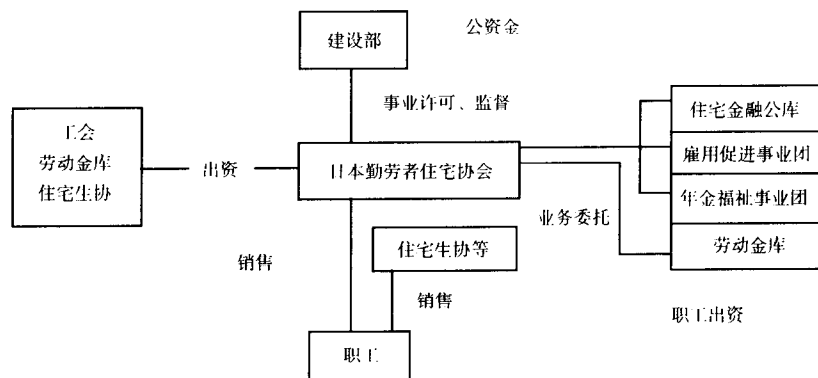 公资金
建设部
事业许可、监督
工会
劳动金库
住宅生协
出资
日本勤劳者住宅协会
住宅金融公库
雇用促进事业团
年金福祉事业团
劳动金库
业务委托
住宅生协等
销售
销售
职工出资
职工